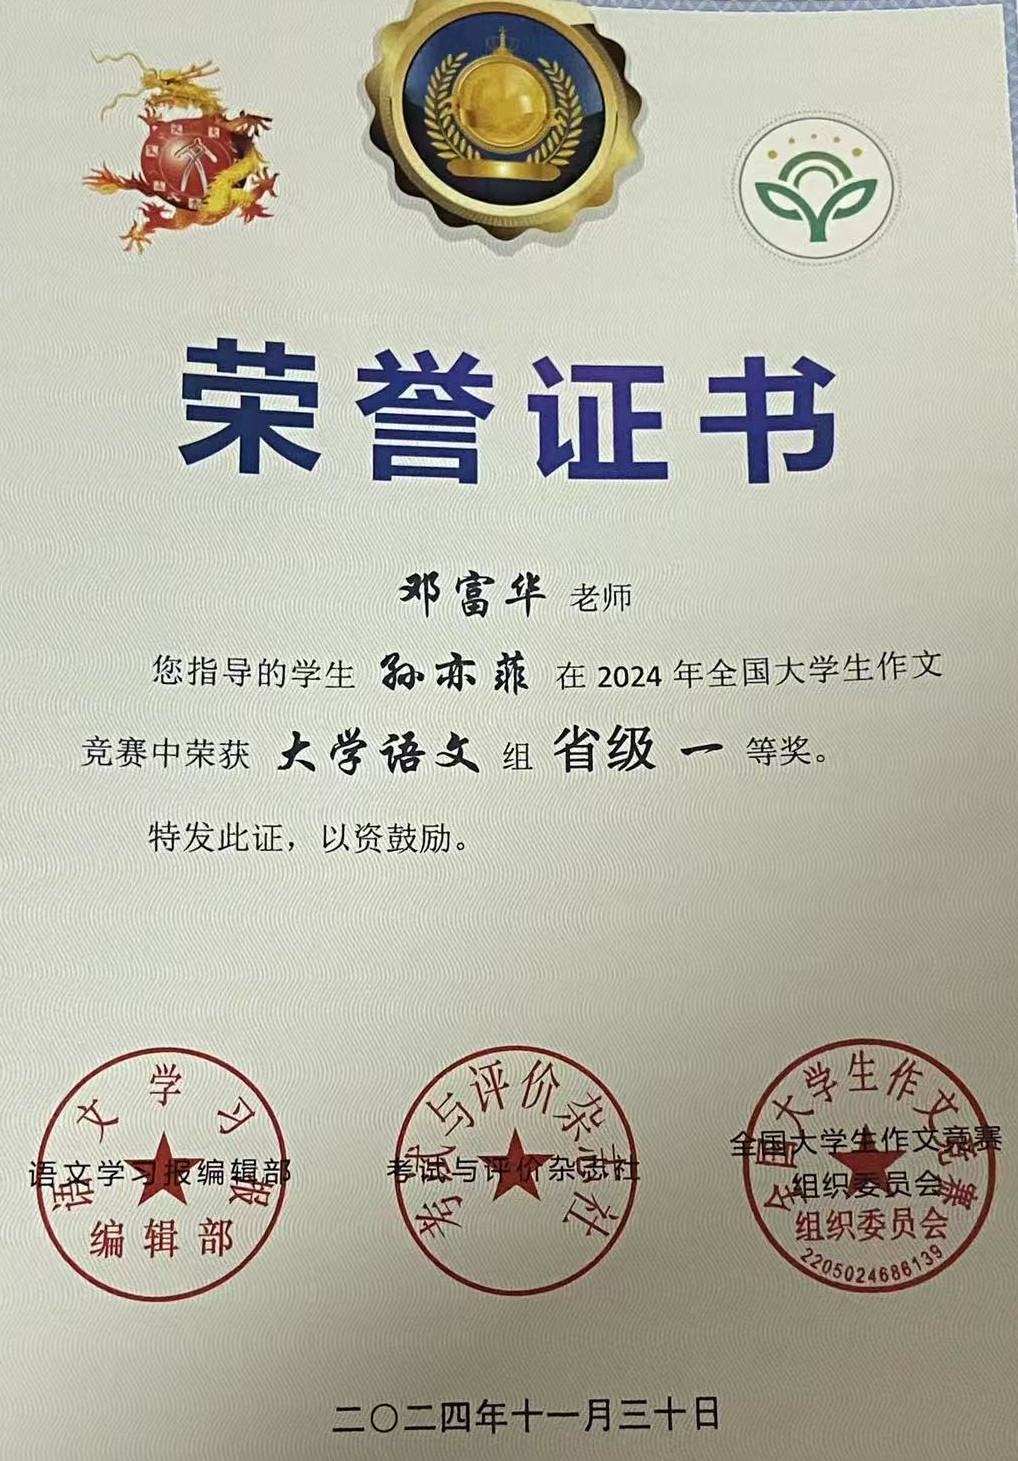 荣誉证书
邓富华 老师
您指导的学生 孙亦菲 在 2024 年全国大学生作文
竞赛中荣获 大学语文 组 省级 一 等奖。
特发此证，以资鼓励。
语文学习报
语文学习报编辑部
编辑部
考试与评价杂志社
考试与评价杂志社
全国大学生作文竞赛
全国大学生作文竞赛
组织委员会
组织委员会
2205024686139
二〇二四年十一月三十日